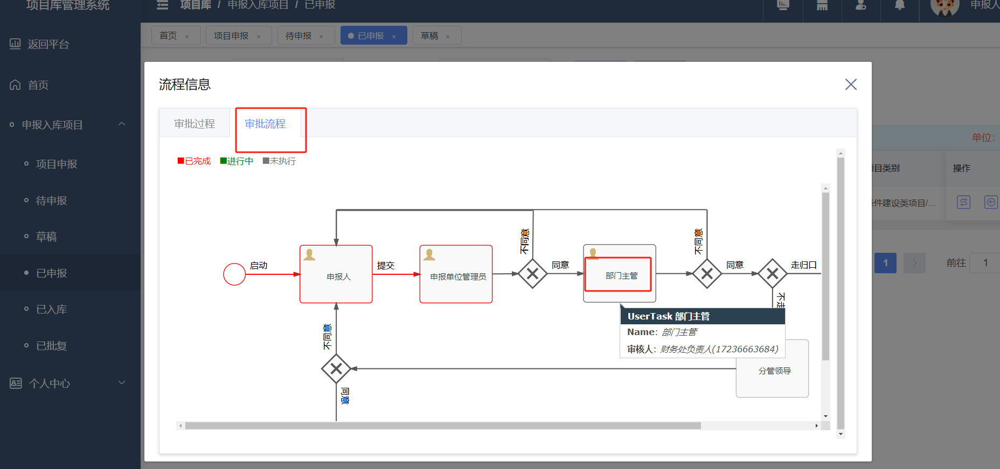 项目库管理系统
项目库 / 申报入库项目 / 已申报
申报人
返回平台
首页
申报入库项目
项目申报
待申报
草稿
已申报
已入库
已批复
个人中心
首页 ×
项目申报 ×
待申报 ×
已申报 ×
草稿 ×
流程信息
审批过程
审批流程
已完成 进行中 未执行
不同意
不同意
启动
申报人
提交
申报单位管理员
同意
部门主管
同意
走归口
UserTask 部门主管
Name: 部门主管
审核人: 财务处负责人(17236663684)
不同意
分管领导
同意
单位:
目类别
操作
件建设类项目/...
1
前往
1